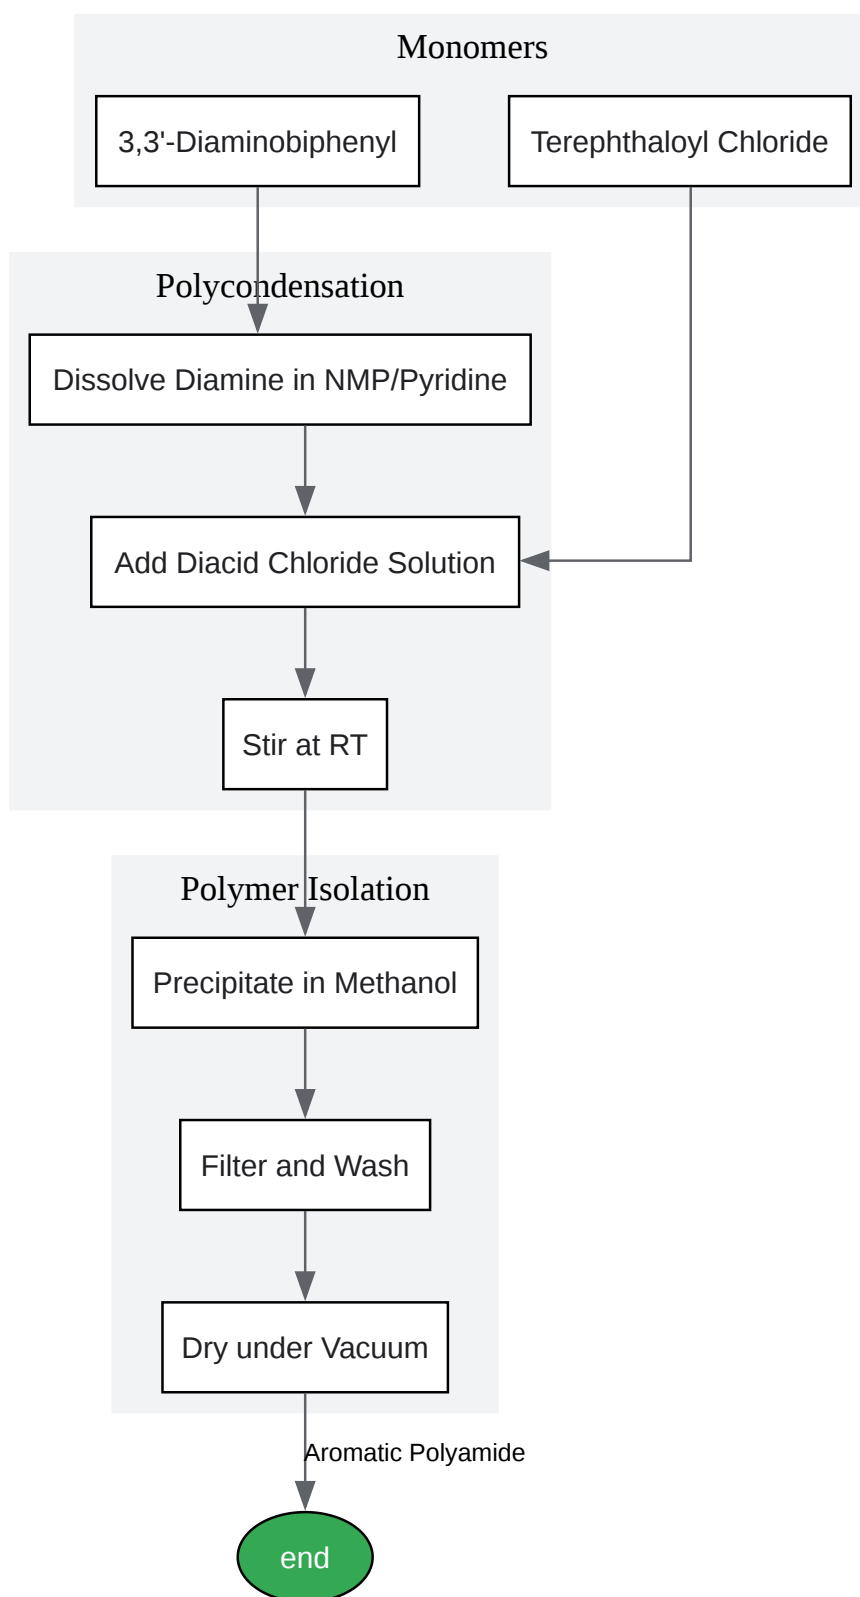 Monomers
3,3'-Diaminobiphenyl
Terephthaloyl Chloride
Polycondensation
Dissolve Diamine in NMP/Pyridine
Add Diacid Chloride Solution
Stir at RT
Polymer Isolation
Precipitate in Methanol
Filter and Wash
Dry under Vacuum
Aromatic Polyamide
end